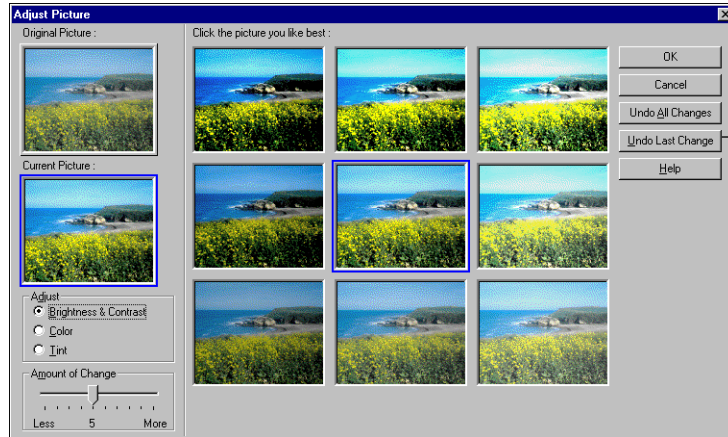 Adjust Picture
Original Picture :
Click the picture you like best :
OK
Cancel
Undo All Changes
Undo Last Change
Help
Current Picture :
Adjust
Brightness & Contrast
Color
Tint
Amount of Change
Less 5 More